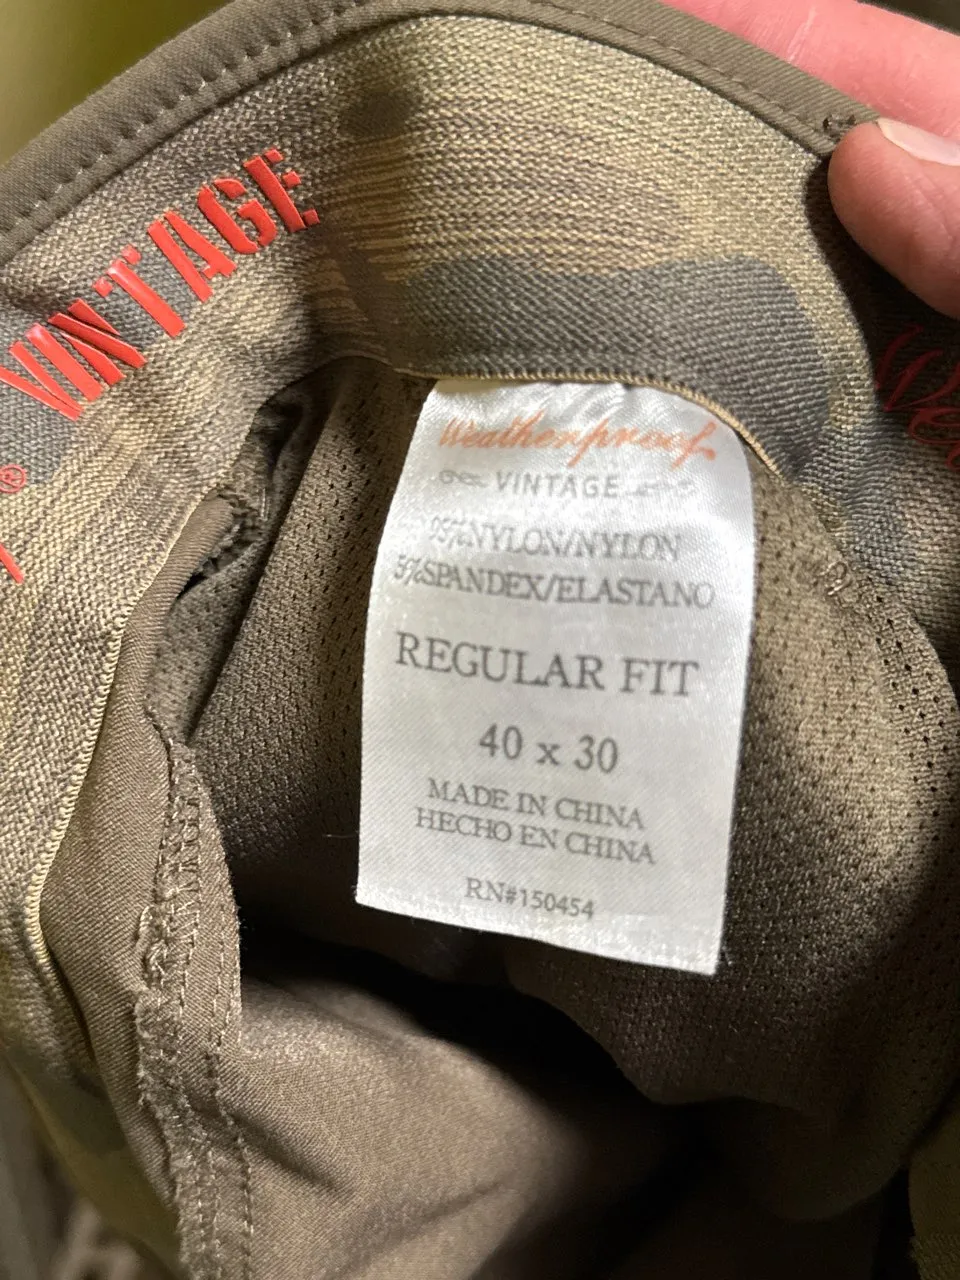 VINTAGE
®
Weatherproof
VINTAGE
95%NYLON/NYLON
5%SPANDEX/ELASTANO
REGULAR FIT
40 x 30
MADE IN CHINA
HECHO EN CHINA
RN#150454
We